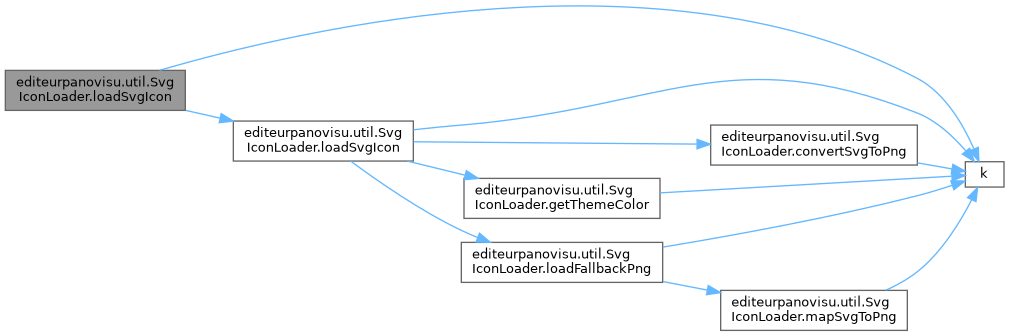 editeurpanovisu.util.Svg
IconLoader.loadSvgIcon
editeurpanovisu.util.Svg
IconLoader.loadSvgIcon
editeurpanovisu.util.Svg
IconLoader.convertSvgToPng
k
editeurpanovisu.util.Svg
IconLoader.getThemeColor
editeurpanovisu.util.Svg
IconLoader.loadFallbackPng
editeurpanovisu.util.Svg
IconLoader.mapSvgToPng